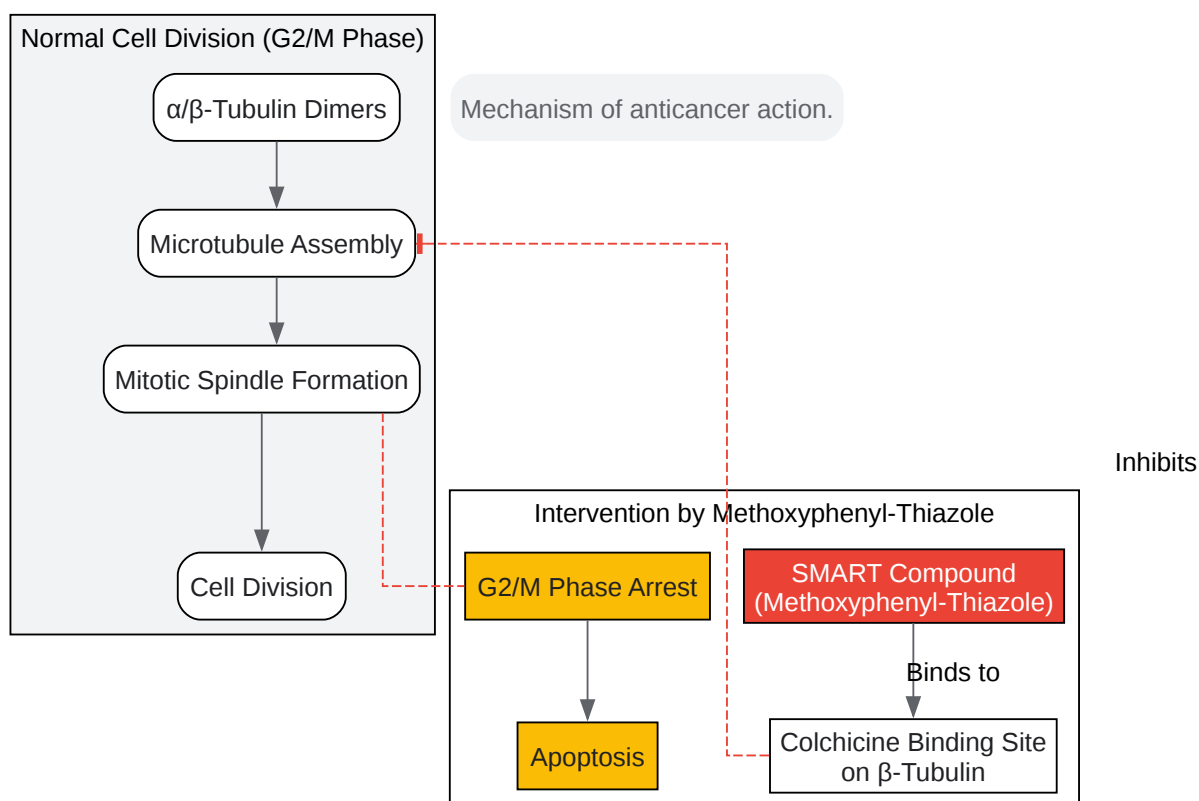 Normal Cell Division (G2/M Phase)
α/β-Tubulin Dimers
Mechanism of anticancer action.
Microtubule Assembly
Mitotic Spindle Formation
Cell Division
Inhibits
Intervention by Methoxyphenyl-Thiazole
G2/M Phase Arrest
SMART Compound
(Methoxyphenyl-Thiazole)
Binds to
Apoptosis
Colchicine Binding Site
on β-Tubulin